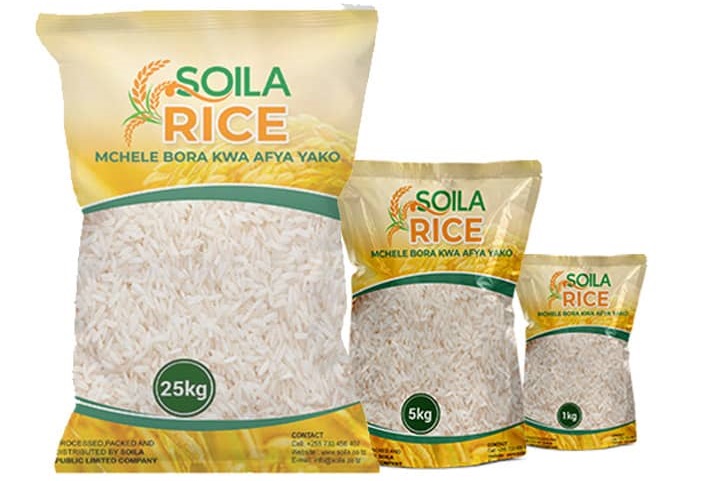 SOILA
RICE
MCHELE BORA KWA AFYA YAKO
25kg
PROCESSED,PACKED AND
DISTRIBUTED BY SOILA
PUBLIC LIMTED COMPANY
CONTACT
SOILA
RICE
MCHELE BORA KWA AFYA YAKO
5kg
SOILA
RICE
MCHELE BORA KWA AFYA YAKO
1kg